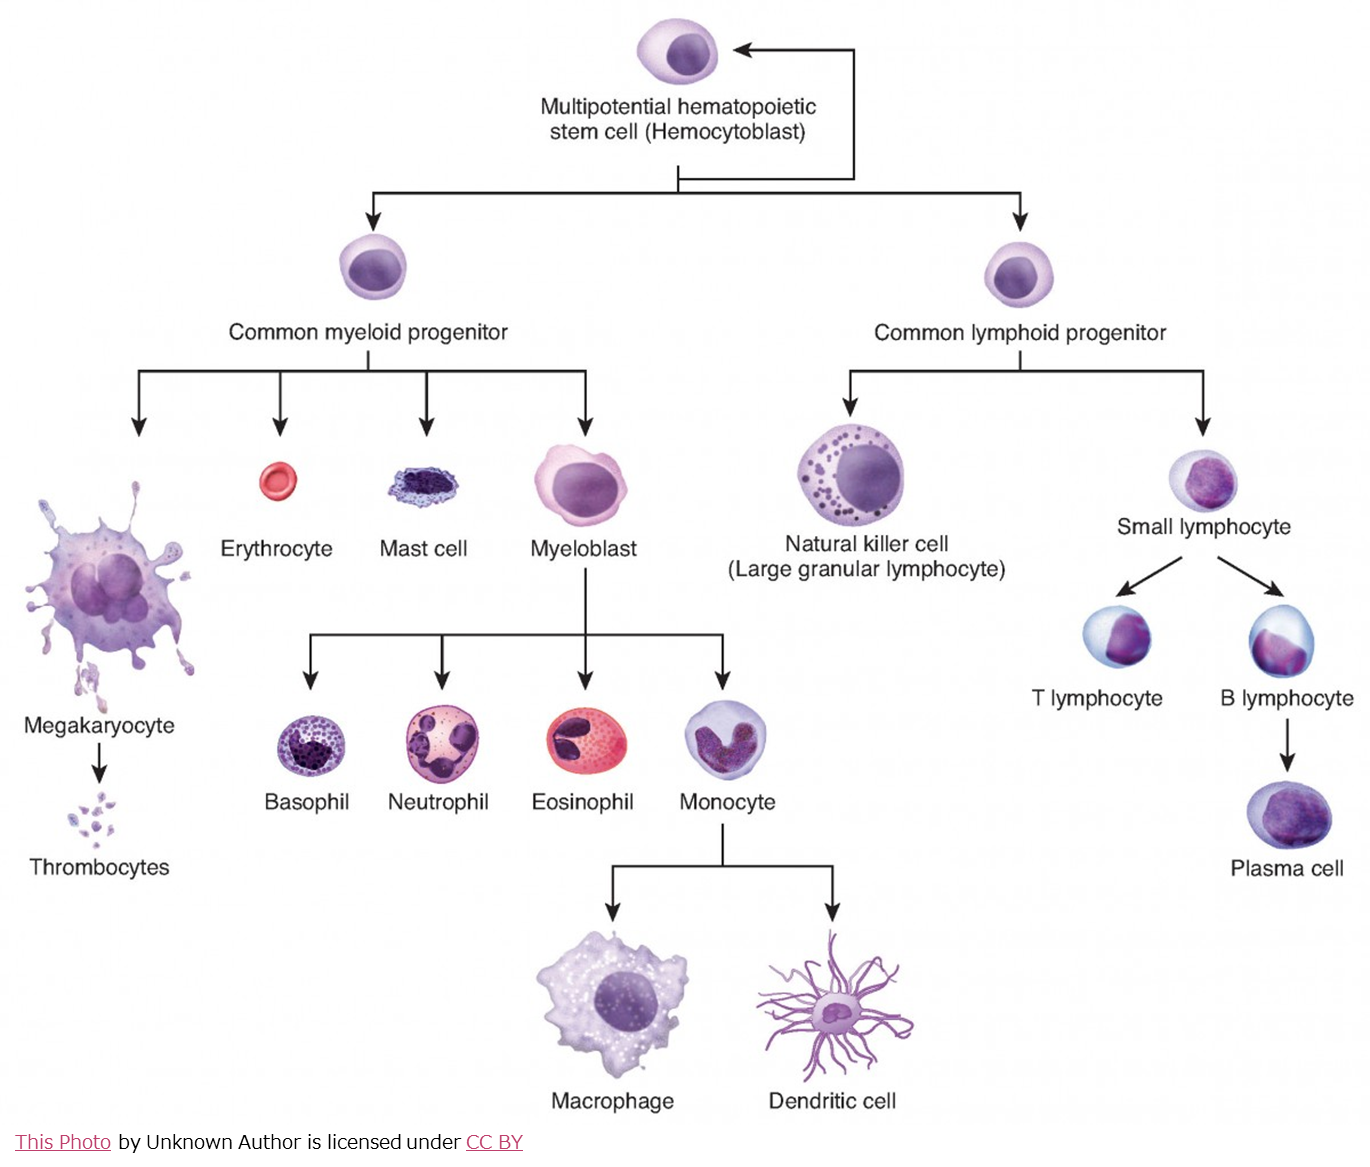 Multipotential hematopoietic
stem cell (Hemocytoblast)
Common myeloid progenitor
Common lymphoid progenitor
Erythrocyte
Mast cell
Myeloblast
Natural killer cell
(Large granular lymphocyte)
Small lymphocyte
Megakaryocyte
T lymphocyte
B lymphocyte
Basophil
Neutrophil
Eosinophil
Monocyte
Thrombocytes
Plasma cell
Macrophage
Dendritic cell
This Photo by Unknown Author is licensed under CC BY